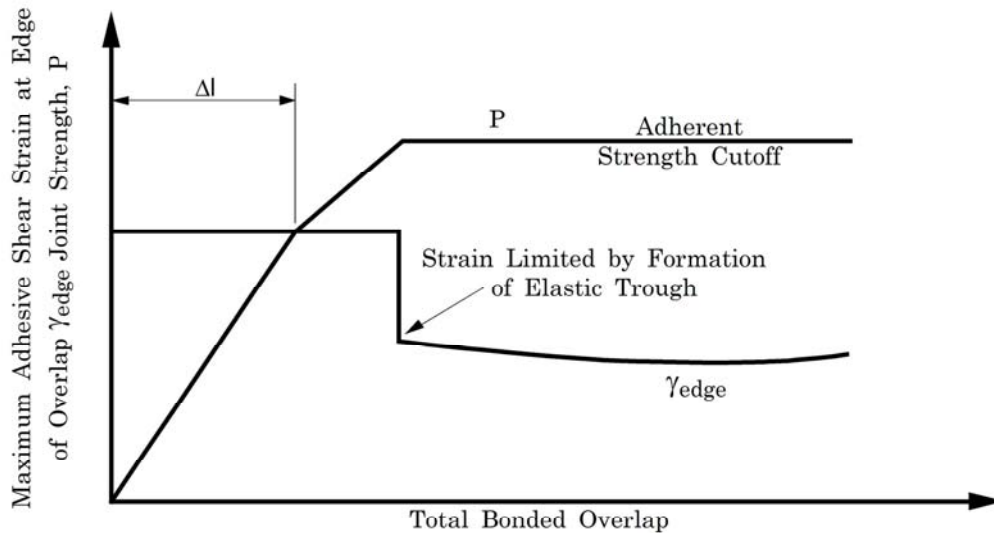 Maximum Adhesive Shear Strain at Edge
of Overlap γedge Joint Strength, P
Δl
P
Adherent
Strength Cutoff
Strain Limited by Formation
of Elastic Trough
γedge
Total Bonded Overlap